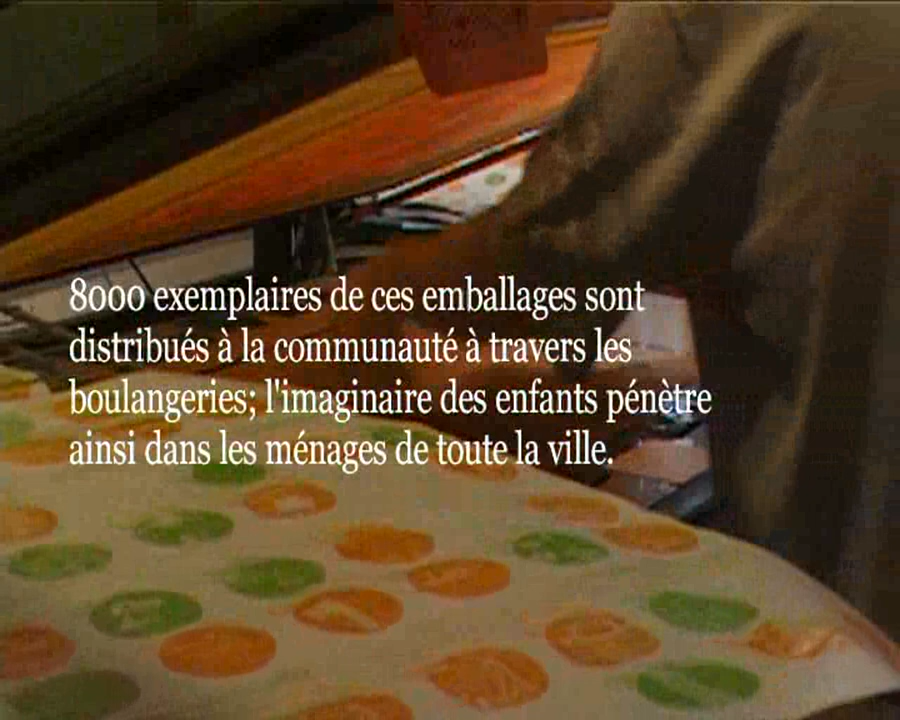 8000 exemplaires de ces emballages sont
distribués à la communauté à travers les
boulangeries; l'imaginaire des enfants pénètre
ainsi dans les ménages de toute la ville.